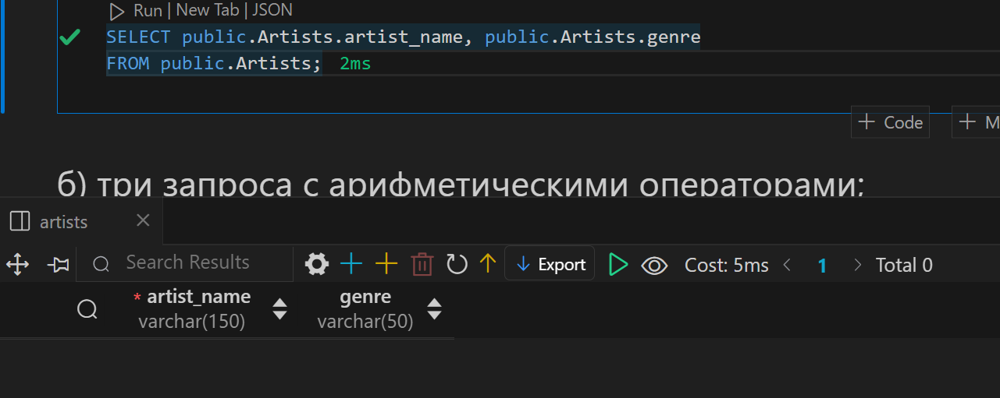 Run | New Tab | JSON
SELECT public.Artists.artist_name, public.Artists.genre
FROM public.Artists; 2ms
+ Code + M
б) три запроса с арифметическими операторами;
artists
Search Results Export Cost: 5ms 1 Total 0
* artist_name genre
varchar(150) varchar(50)